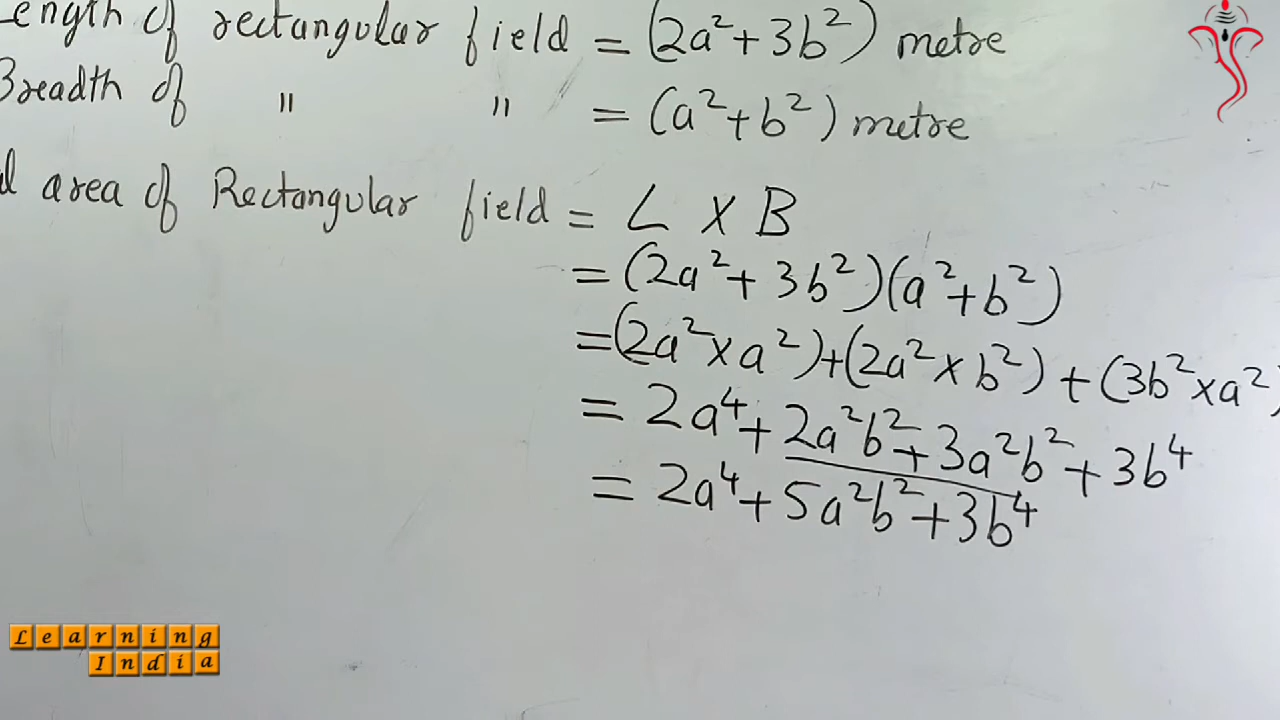 Length of rectangular field = (2a²+3b²) metre
Breadth of " " = (a²+b²) metre
area of Rectangular field = L × B
= (2a²+3b²)(a²+b²)
=(2a²×a²)+(2a²×b²)+(3b²×a²)
= 2a⁴+2a²b²+3a²b²+3b⁴
= 2a⁴+5a²b²+3b⁴
Learning
India